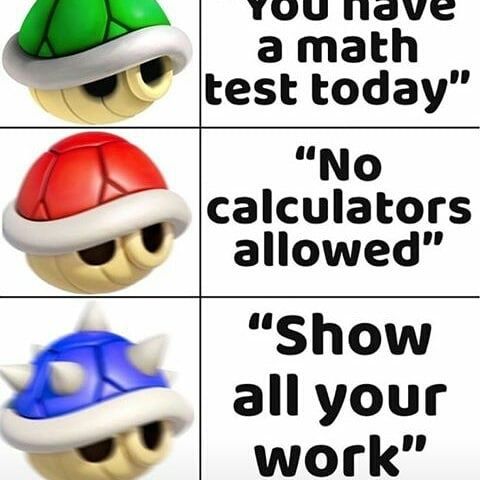 "You have
a math
test today”
“No
calculators
allowed”
“Show
all your
work”